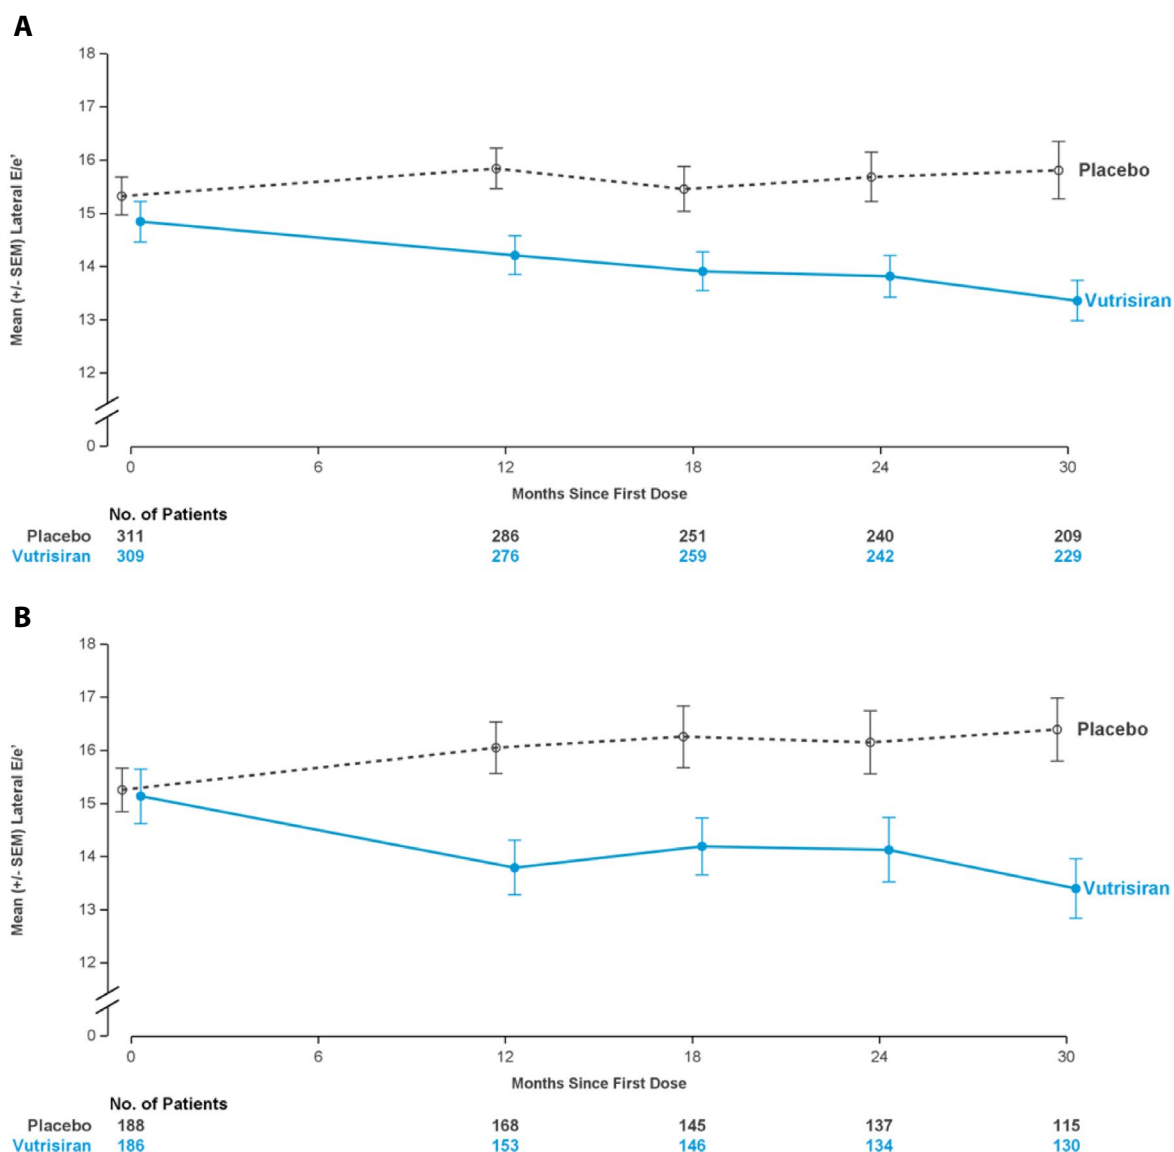 A
18
17
16
15
14
13
12
0
Mean (+/- SEM) Lateral E/e'
Placebo
Vutrisiran
0 6 12 18 24 30
Months Since First Dose
No. of Patients
Placebo 311 286 251 240 209
Vutrisiran 309 276 259 242 229
B
18
17
16
15
14
13
12
0
Mean (+/- SEM) Lateral E/e'
Placebo
Vutrisiran
0 6 12 18 24 30
Months Since First Dose
No. of Patients
Placebo 188 168 145 137 115
Vutrisiran 186 153 146 134 130